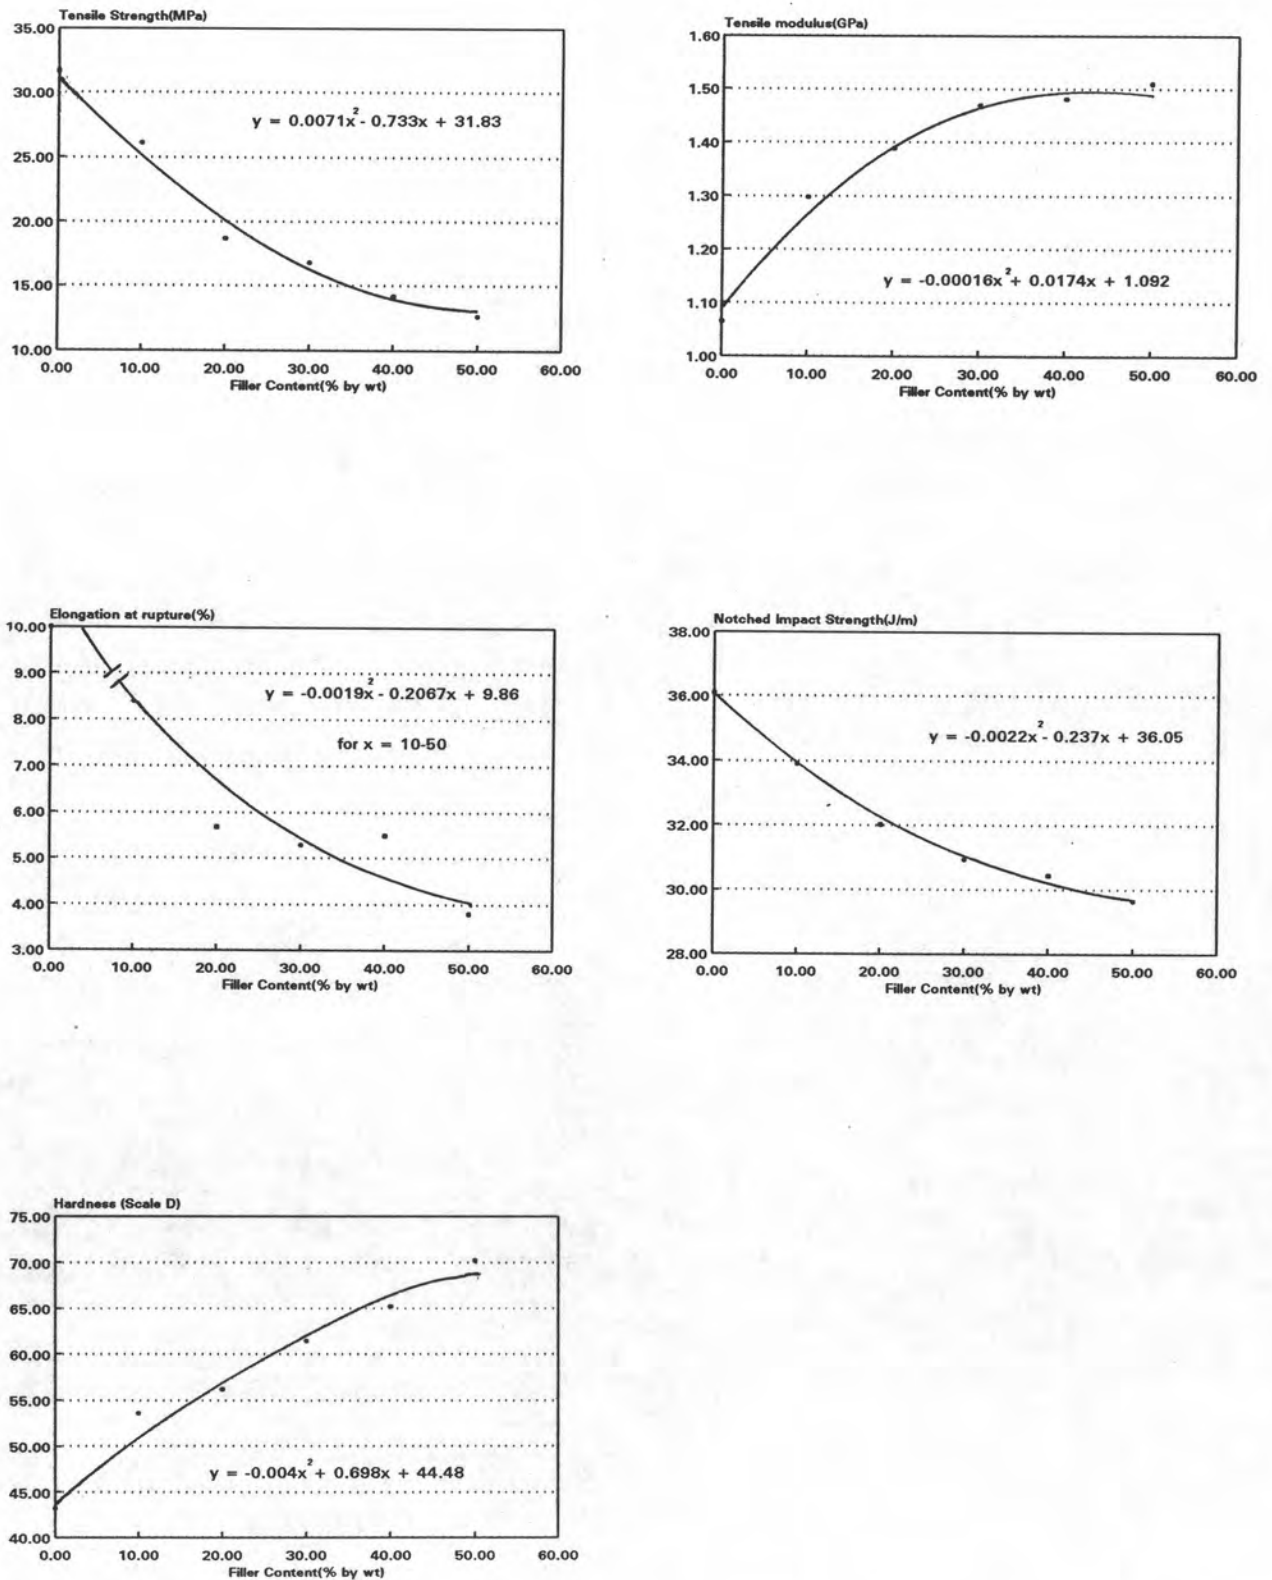 Tensile Strength(MPa)
35.00
30.00
25.00
20.00
15.00
10.00
y = 0.0071x² - 0.733x + 31.83
0.00 10.00 20.00 30.00 40.00 50.00 60.00
Filler Content(% by wt)
Tensile modulus(GPa)
1.60
1.50
1.40
1.30
1.20
1.10
1.00
y = -0.00016x² + 0.0174x + 1.092
0.00 10.00 20.00 30.00 40.00 50.00 60.00
Filler Content(% by wt)
Elongation at rupture(%)
10.00
9.00
8.00
7.00
6.00
5.00
4.00
3.00
y = -0.0019x² - 0.2067x + 9.86
for x = 10-50
0.00 10.00 20.00 30.00 40.00 50.00 60.00
Filler Content(% by wt)
Notched Impact Strength(J/m)
38.00
36.00
34.00
32.00
30.00
28.00
y = -0.0022x² - 0.237x + 36.05
0.00 10.00 20.00 30.00 40.00 50.00 60.00
Filler Content(% by wt)
Hardness (Scale D)
75.00
70.00
65.00
60.00
55.00
50.00
45.00
40.00
y = -0.004x² + 0.698x + 44.48
0.00 10.00 20.00 30.00 40.00 50.00 60.00
Filler Content(% by wt)